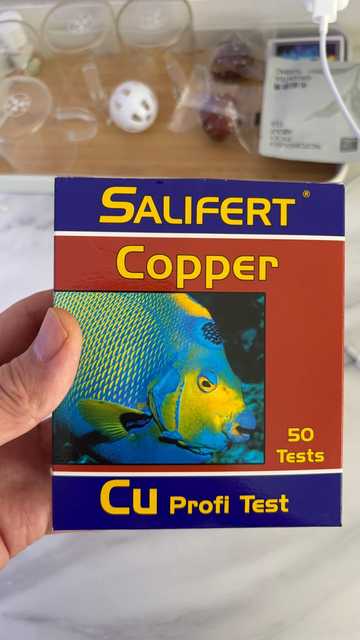 SALIFERT®
Copper
50
Tests
Cu Profi Test